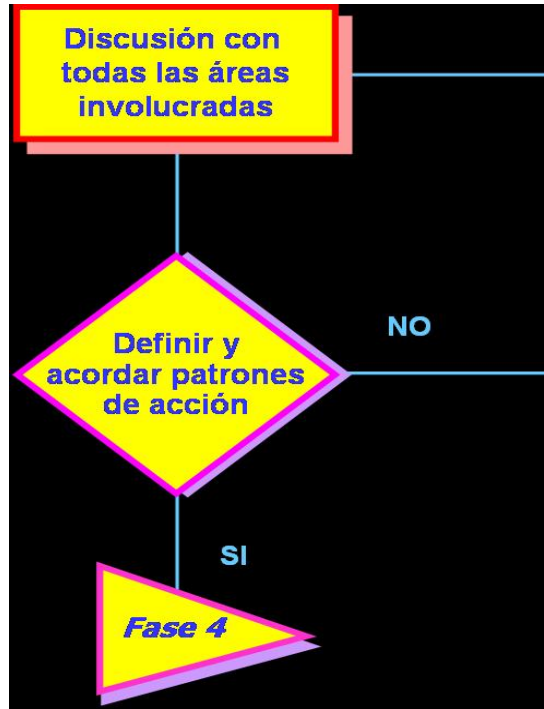 Discusión con
todas las áreas
involucradas
NO
Definir y
acordar patrones
de acción
SI
Fase 4